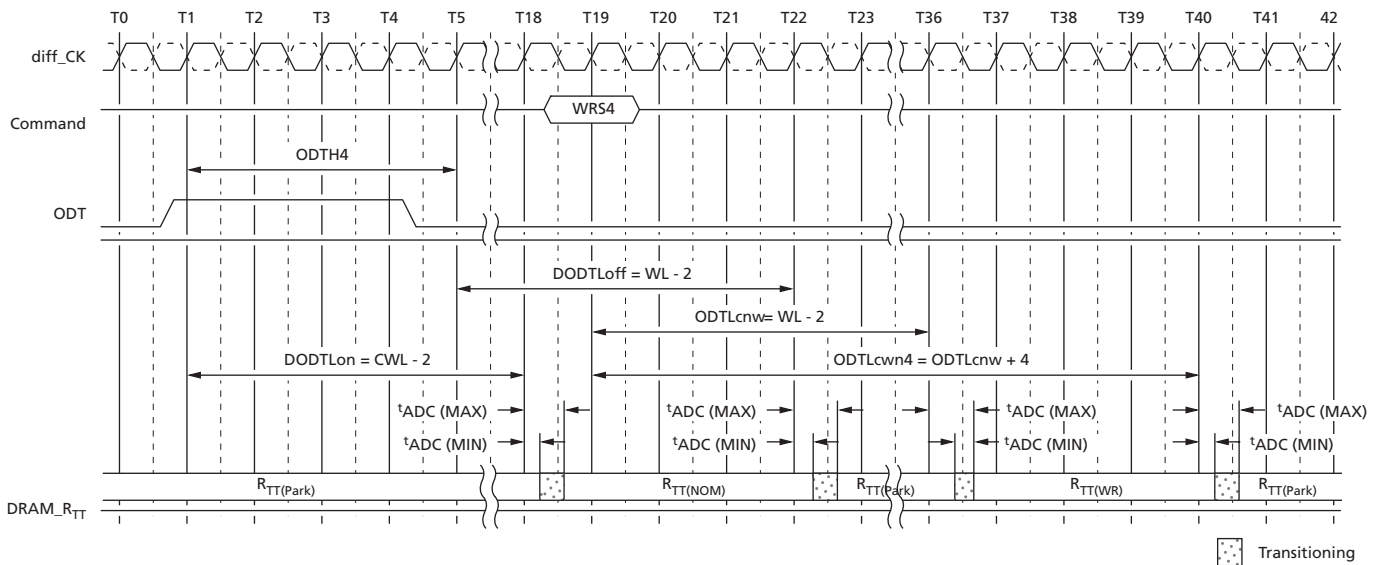 T0 T1 T2 T3 T4 T5 T18 T19 T20 T21 T22 T23 T36 T37 T38 T39 T40 T41 42
diff_CK
Command
WRS4
ODTH4
ODT
DODTLoff = WL - 2
ODTLcnw= WL - 2
DODTLon = CWL - 2
ODTLcwn4 = ODTLcnw + 4
tADC (MAX) tADC (MAX) tADC (MAX) tADC (MAX)
tADC (MIN) tADC (MIN) tADC (MIN) tADC (MIN)
RTT(Park) RTT(NOM) RTT(Park) RTT(WR) RTT(Park)
DRAM_RTT
Transitioning